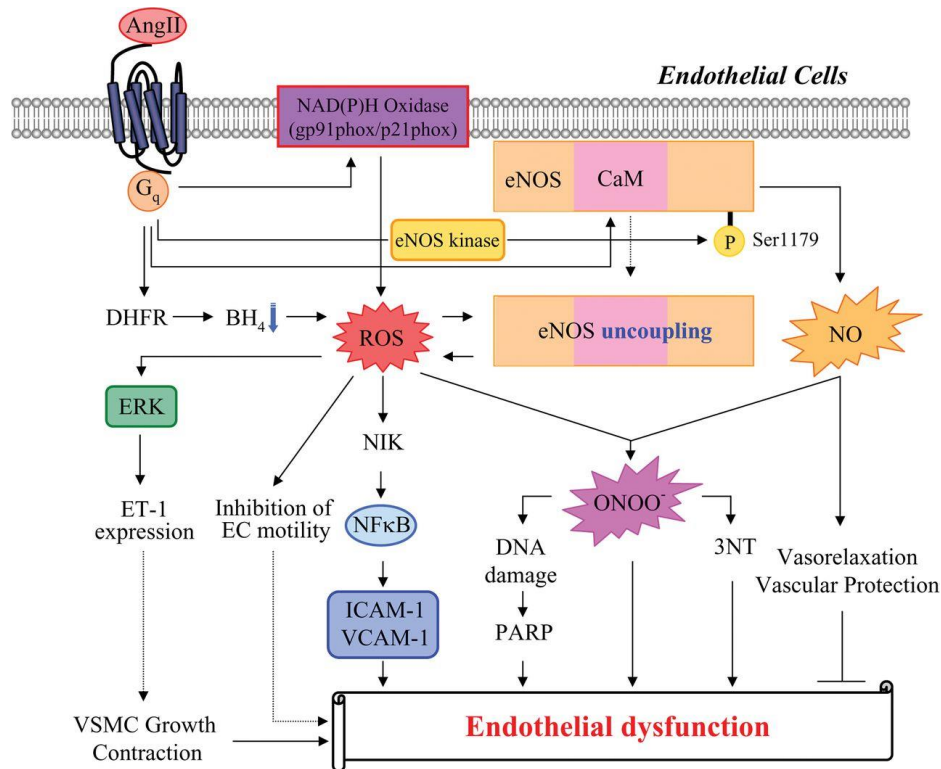 AngII
Endothelial Cells
NAD(P)H Oxidase
(gp91phox/p21phox)
eNOS
CaM
Gq
eNOS kinase
P
Ser1179
DHFR
BH4
ROS
eNOS uncoupling
NO
ERK
NIK
ONOO-
ET-1
expression
Inhibition of
EC motility
NFκB
DNA
damage
3NT
Vasorelaxation
Vascular Protection
ICAM-1
VCAM-1
PARP
VSMC Growth
Contraction
Endothelial dysfunction